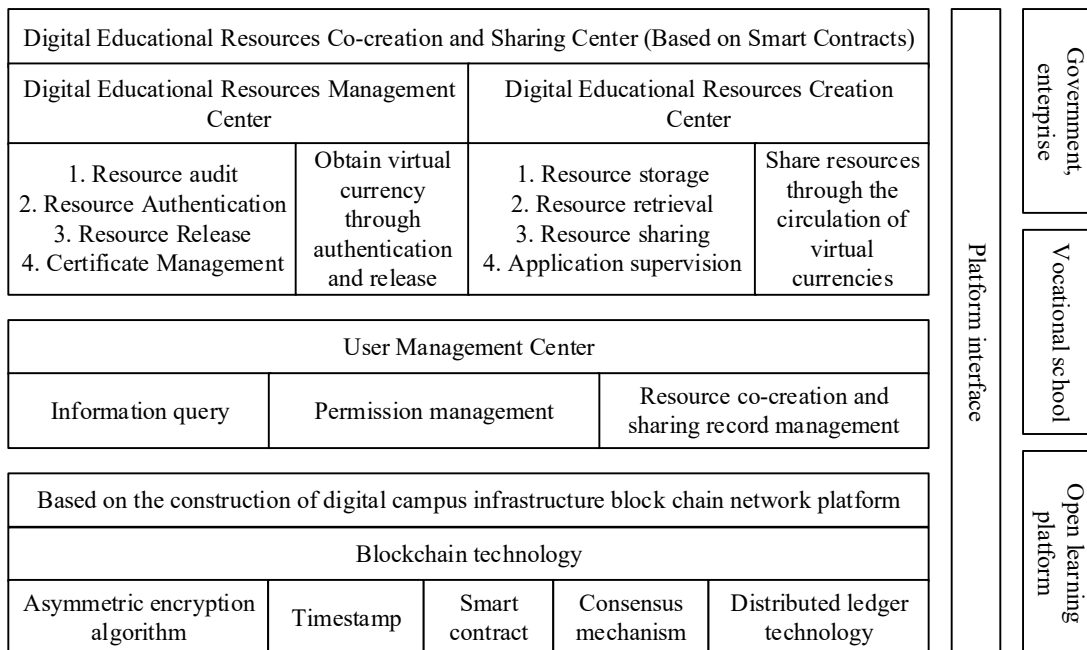 Digital Educational Resources Co-creation and Sharing Center (Based on Smart Contracts)
Digital Educational Resources Management
Center
Digital Educational Resources Creation
Center
1. Resource audit
2. Resource Authentication
3. Resource Release
4. Certificate Management
Obtain virtual
currency
through
authentication
and release
1. Resource storage
2. Resource retrieval
3. Resource sharing
4. Application supervision
Share resources
through the
circulation of
virtual
currencies
User Management Center
Information query
Permission management
Resource co-creation and
sharing record management
Based on the construction of digital campus infrastructure block chain network platform
Blockchain technology
Asymmetric encryption
algorithm
Timestamp
Smart
contract
Consensus
mechanism
Distributed ledger
technology
Platform interface
Government,
enterprise
Vocational
school
Open learning
platform